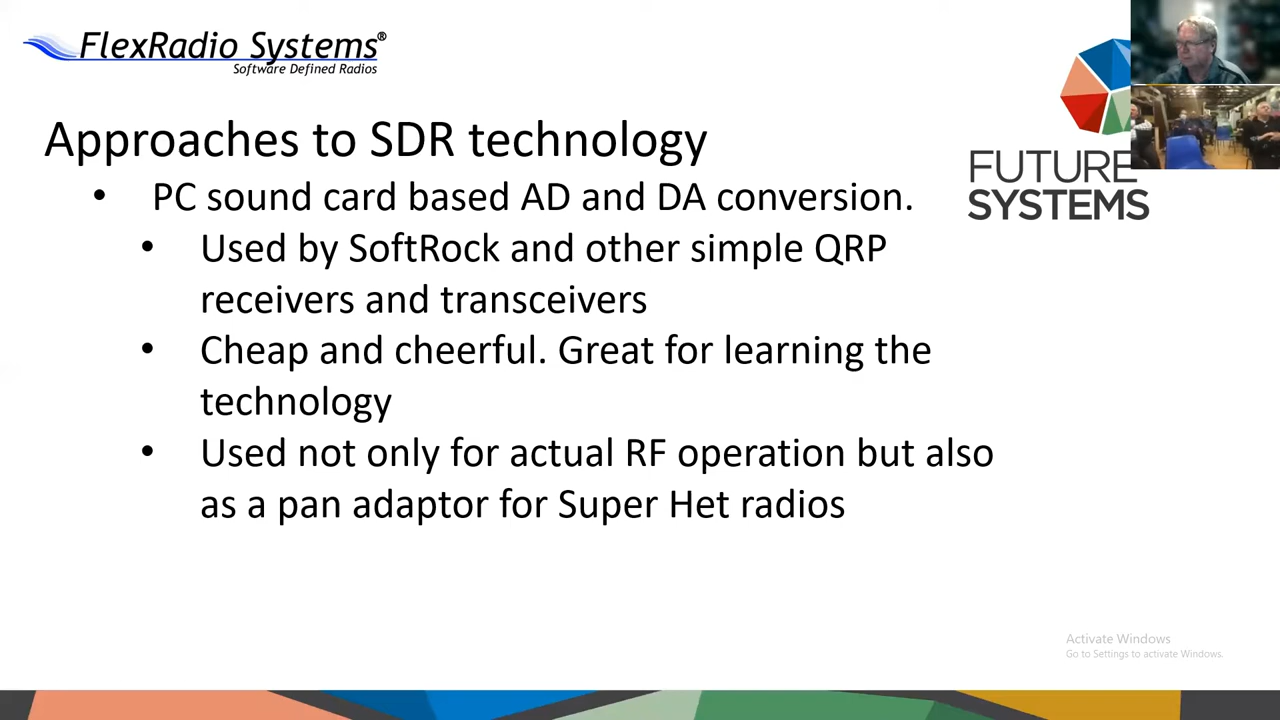 FlexRadio Systems®
Software Defined Radios
Approaches to SDR technology
FUTURE
SYSTEMS
• PC sound card based AD and DA conversion.
• Used by SoftRock and other simple QRP
receivers and transceivers
• Cheap and cheerful. Great for learning the
technology
• Used not only for actual RF operation but also
as a pan adaptor for Super Het radios
Activate Windows
Go to Settings to activate Windows.